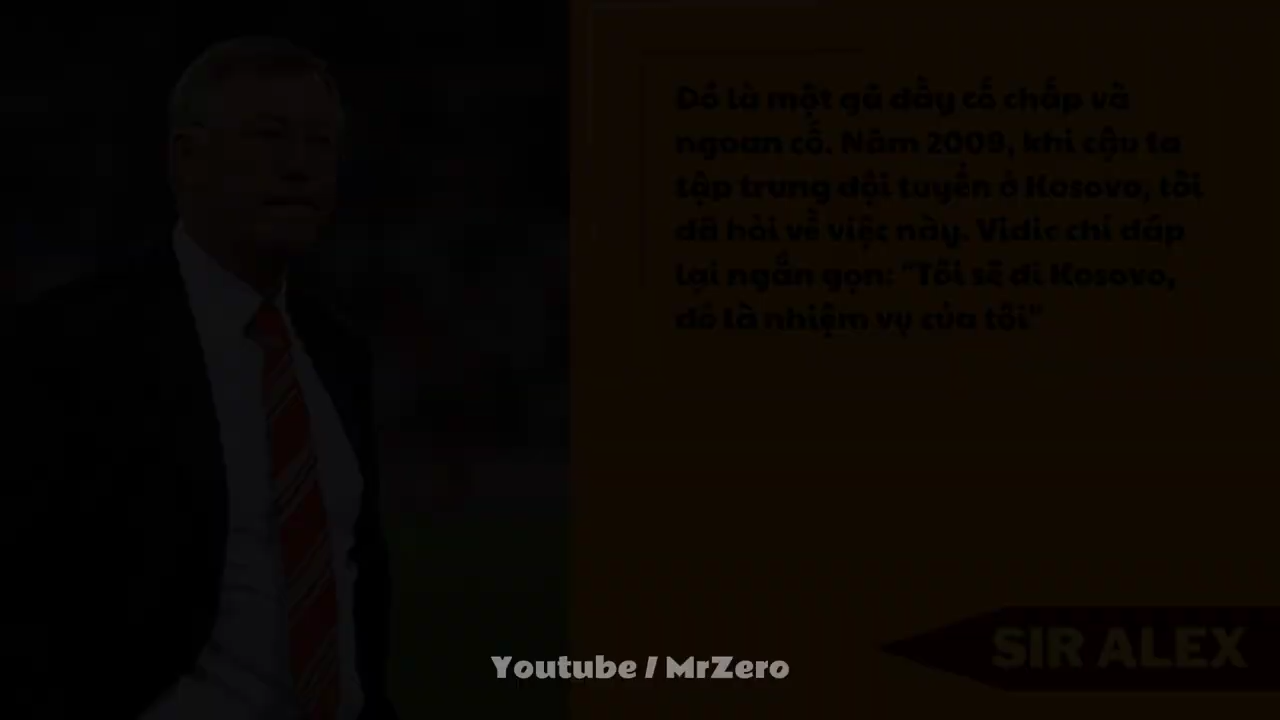 Đó là một gã đầy cố chấp và
ngoan cố. Năm 2009, khi cậu ta
tập trung đội tuyển ở Kosovo, tôi
đã hỏi về việc này. Vidic chỉ đáp
lại ngắn gọn: "Tôi sẽ đi Kosovo,
đó là nhiệm vụ của tôi"
SIR ALEX
Youtube / MrZero